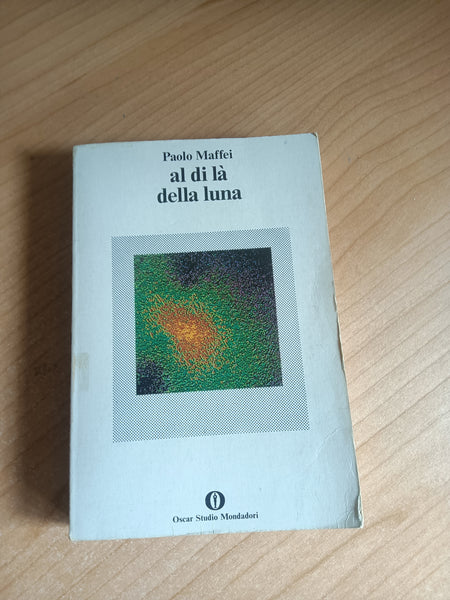 Paolo Maffei
al di là
della luna
Oscar Studio Mondadori